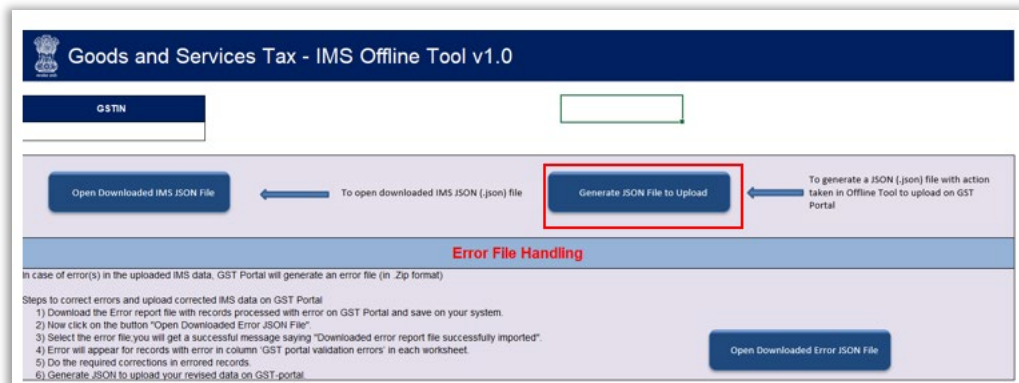 Goods and Services Tax - IMS Offline Tool v1.0
GSTIN
Open Downloaded IMS JSON File
To open downloaded IMS JSON (.json) file
Generate JSON File to Upload
To generate a JSON (.json) file with action
taken in Offline Tool to upload on GST
Portal
Error File Handling
In case of error(s) in the uploaded IMS data, GST Portal will generate an error file (in .Zip format)
Steps to correct errors and upload corrected IMS data on GST Portal
1) Download the Error report file with records processed with error on GST Portal and save on your system.
2) Now click on the button "Open Downloaded Error JSON File".
3) Select the error file;you will get a successful message saying "Downloaded error report file successfully imported".
4) Error will appear for records with error in column 'GST portal validation errors' in each worksheet.
5) Do the required corrections in errored records.
6) Generate JSON to upload your revised data on GST-portal.
Open Downloaded Error JSON File